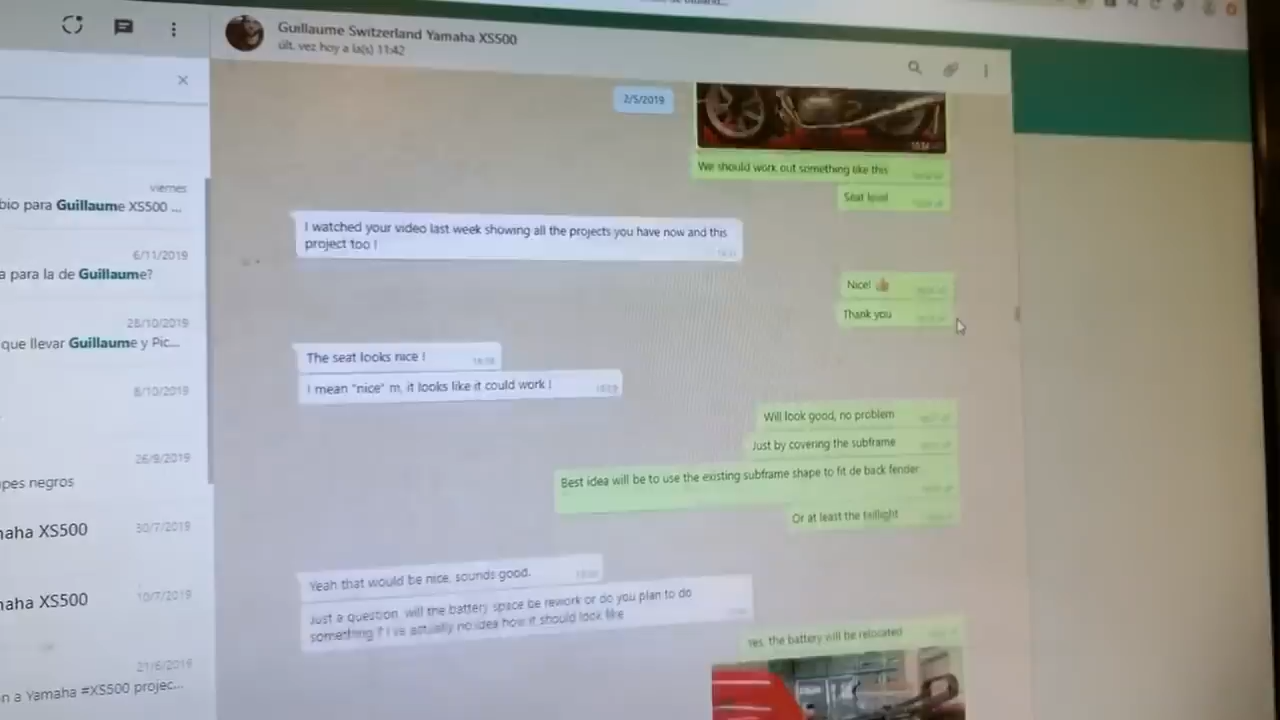 Guillaume Switzerland Yamaha XS500
últ. vez hoy a la(s) 11:42
viernes
bio para Guillaume XS500 ...
6/11/2019
a para la de Guillaume?
28/10/2019
que llevar Guillaume y Pic...
8/10/2019
26/9/2019
pes negros
maha XS500
30/7/2019
maha XS500
10/7/2019
21/6/2019
n a Yamaha #XS500 projec...
2/5/2019
We should work out something like this
Seat level
I watched your video last week showing all the projects you have now and this
project too !
Nice! 👍
Thank you
The seat looks nice !
I mean "nice" m, it looks like it could work !
Will look good, no problem
Just by covering the subframe
Best idea will be to use the existing subframe shape to fit de back fender
Or at least the taillight
Yeah that would be nice, sounds good.
Just a question, will the battery space be rework or do you plan to do
something ? I've actually no idea how it should look like
Yes, the battery will be relocated